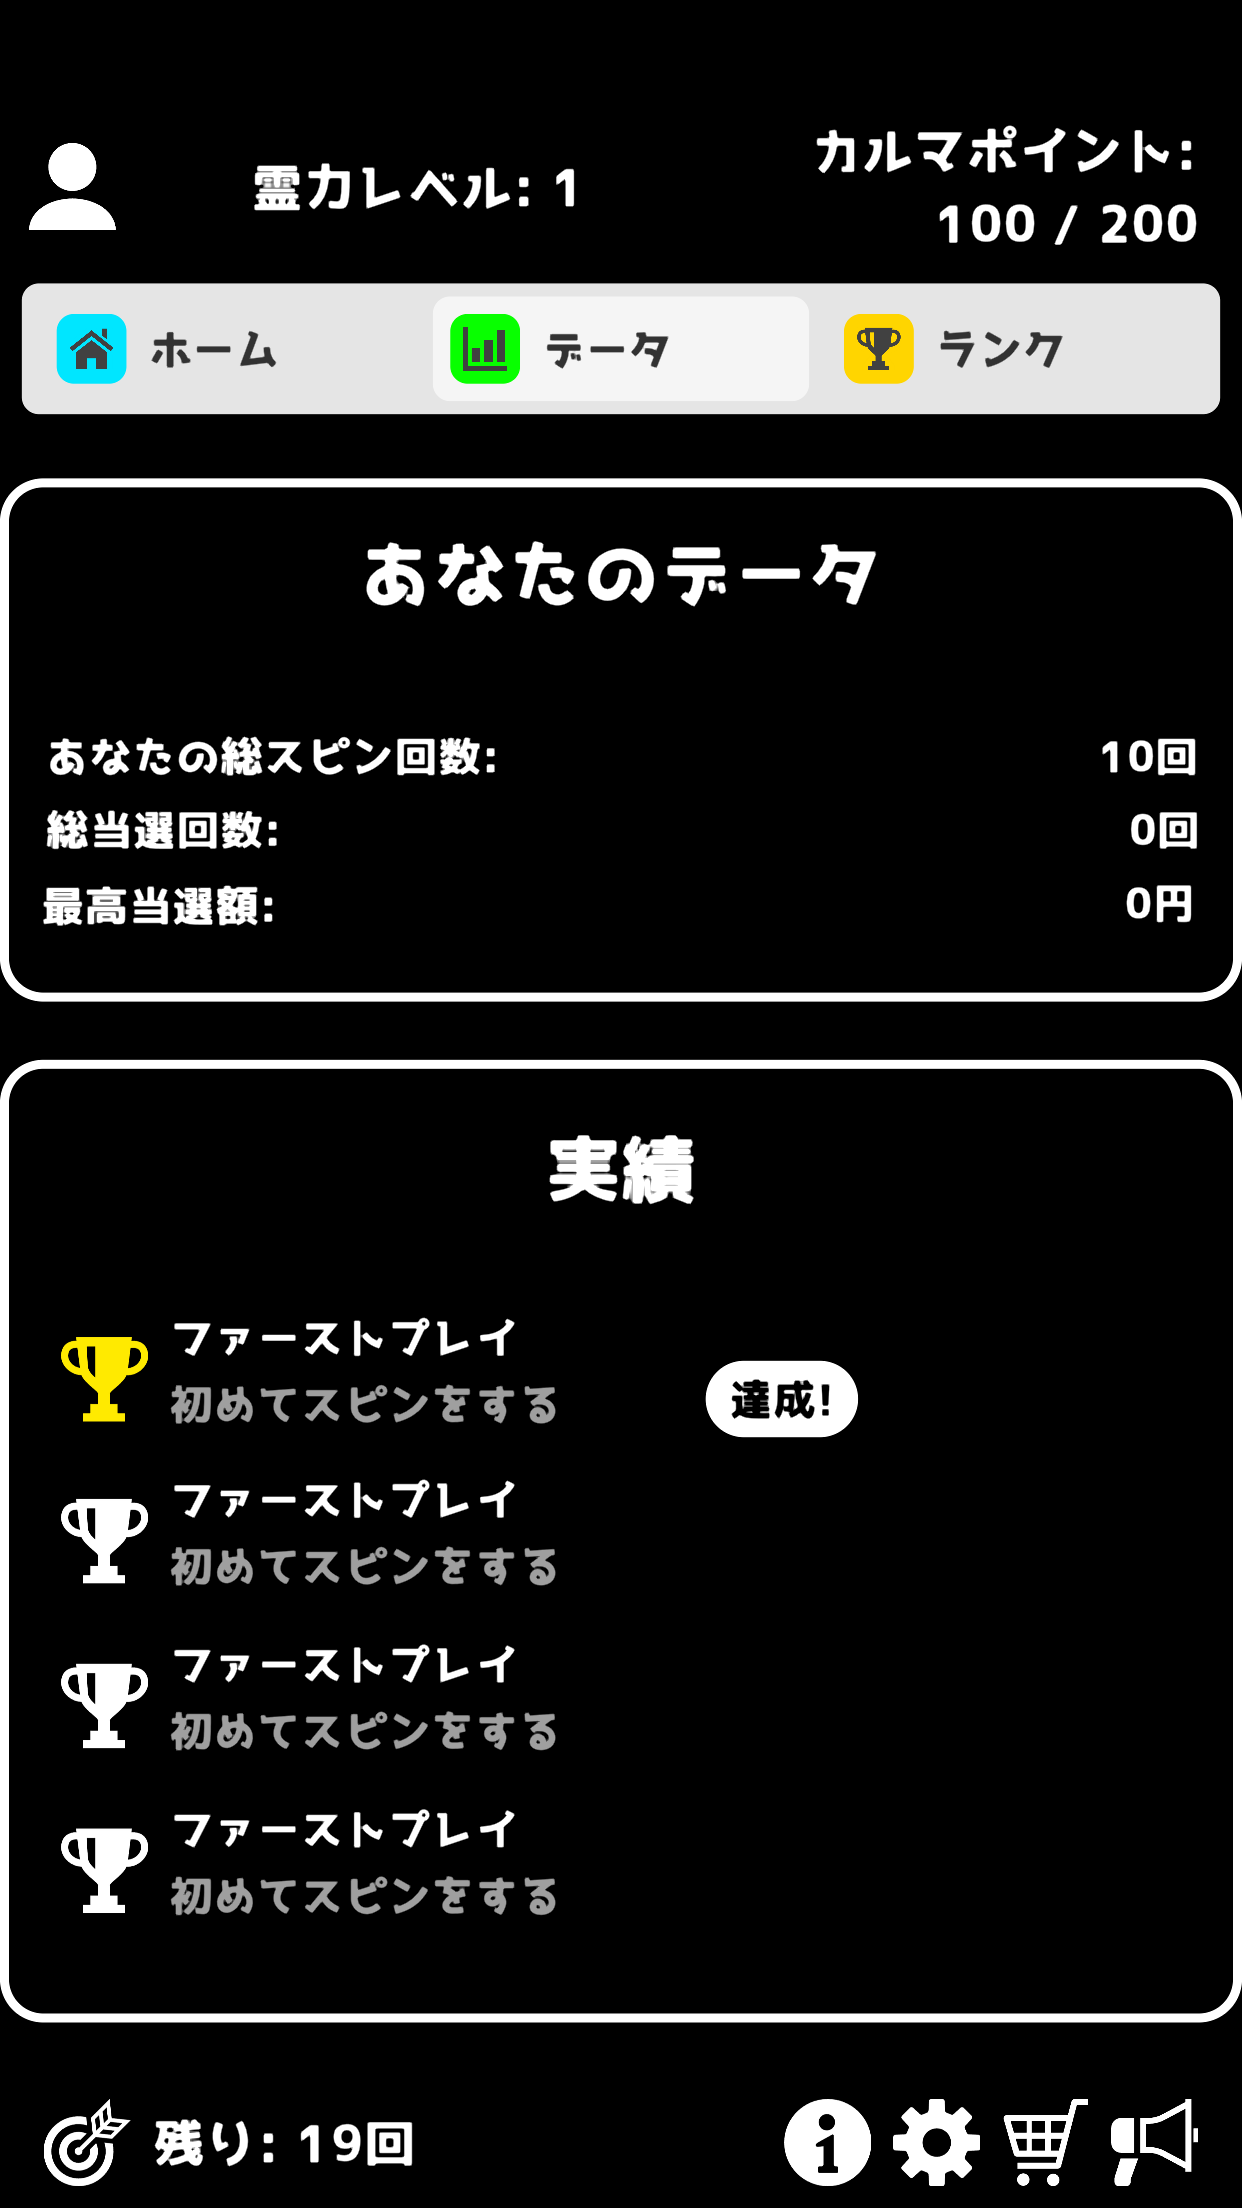 霊力レベル: 1
カルマポイント:
100 / 200
ホーム
データ
ランク
あなたのデータ
あなたの総スピン回数: 10回
総当選回数: 0回
最高当選額: 0円
実績
ファーストプレイ
初めてスピンをする
達成!
ファーストプレイ
初めてスピンをする
ファーストプレイ
初めてスピンをする
ファーストプレイ
初めてスピンをする
残り: 19回